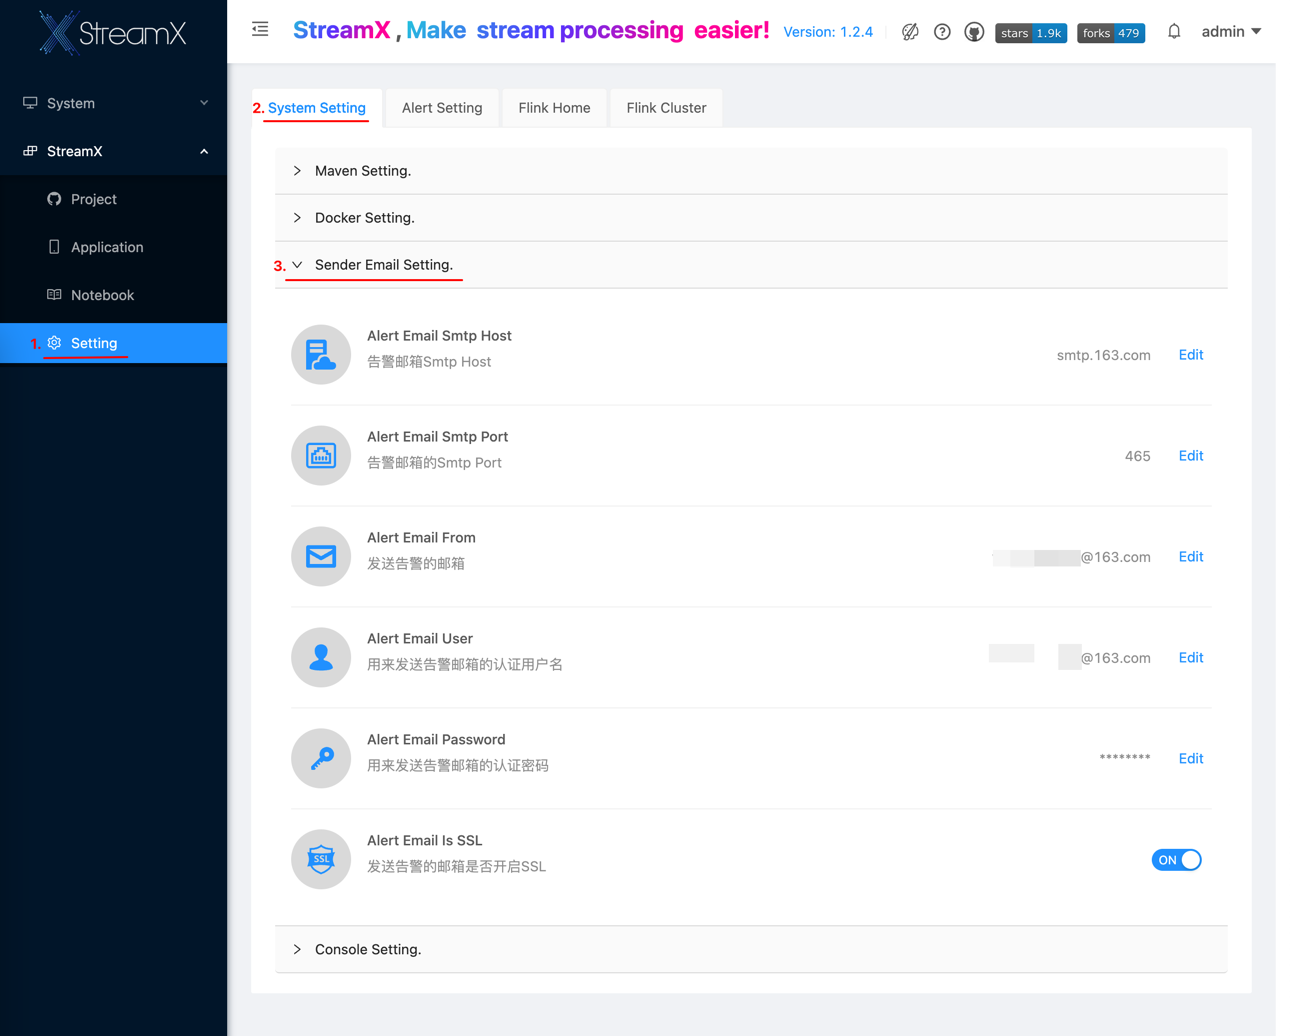 StreamX
StreamX , Make stream processing easier!
Version: 1.2.4
stars 1.9k
forks 479
admin
System
StreamX
Project
Application
Notebook
1. Setting
2. System Setting
Alert Setting
Flink Home
Flink Cluster
Maven Setting.
Docker Setting.
3. Sender Email Setting.
Alert Email Smtp Host
告警邮箱Smtp Host
smtp.163.com
Edit
Alert Email Smtp Port
告警邮箱的Smtp Port
465
Edit
Alert Email From
发送告警的邮箱
@163.com
Edit
Alert Email User
用来发送告警邮箱的认证用户名
@163.com
Edit
Alert Email Password
用来发送告警邮箱的认证密码
********
Edit
SSL
Alert Email Is SSL
发送告警的邮箱是否开启SSL
ON
Console Setting.